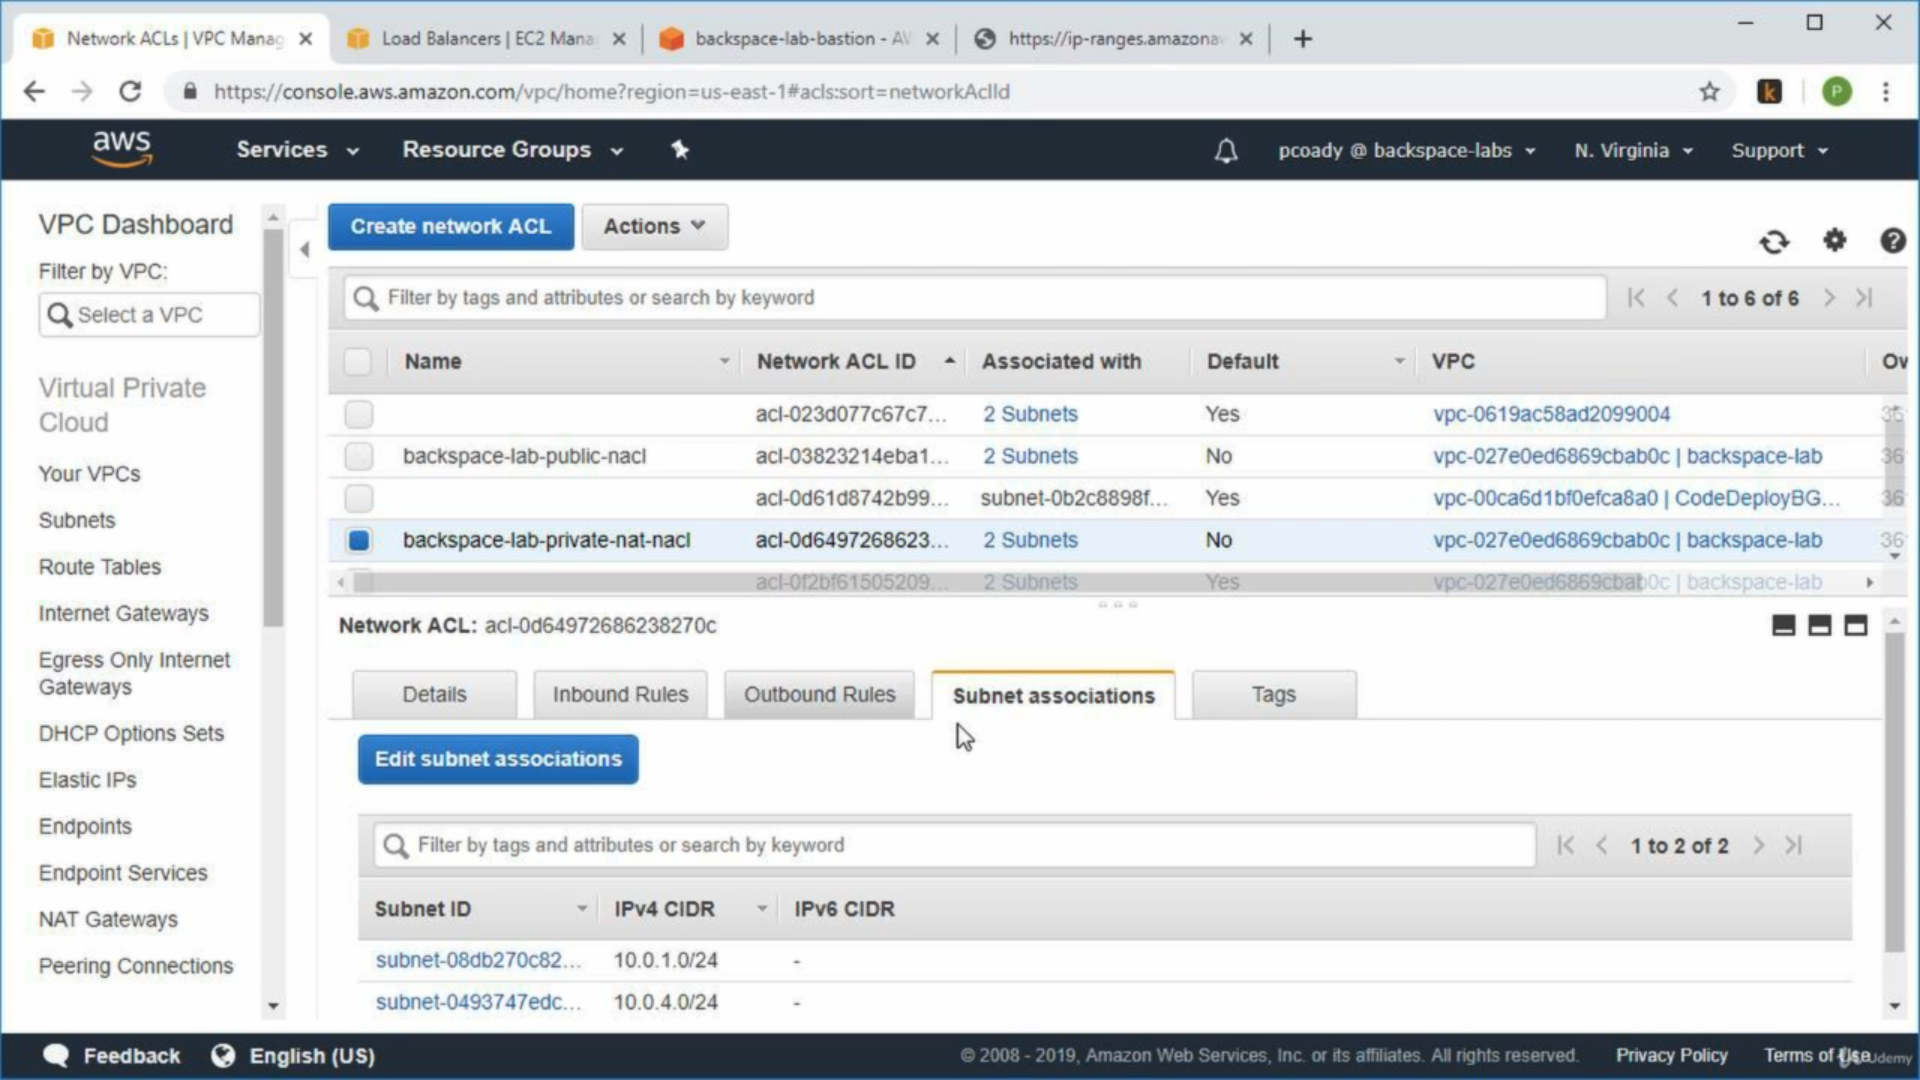 Network ACLs | VPC Manag
Load Balancers | EC2 Mana
backspace-lab-bastion - AW
https://ip-ranges.amazona
https://console.aws.amazon.com/vpc/home?region=us-east-1#acls:sort=networkAclId
k
P
aws
Services
Resource Groups
pcoady @ backspace-labs
N. Virginia
Support
VPC Dashboard
Filter by VPC:
Select a VPC
Virtual Private
Cloud
Your VPCs
Subnets
Route Tables
Internet Gateways
Egress Only Internet
Gateways
DHCP Options Sets
Elastic IPs
Endpoints
Endpoint Services
NAT Gateways
Peering Connections
Create network ACL
Actions
Filter by tags and attributes or search by keyword
1 to 6 of 6
Name Network ACL ID Associated with Default VPC Ow
acl-023d077c67c7... 2 Subnets Yes vpc-0619ac58ad2099004 36
backspace-lab-public-nacl acl-03823214eba1... 2 Subnets No vpc-027e0ed6869cbab0c | backspace-lab 36
acl-0d61d8742b99... subnet-0b2c8898f... Yes vpc-00ca6d1bf0efca8a0 | CodeDeployBG... 36
backspace-lab-private-nat-nacl acl-0d6497268623... 2 Subnets No vpc-027e0ed6869cbab0c | backspace-lab 36
acl-0f2bf61505209... 2 Subnets Yes vpc-027e0ed6869cbab0c | backspace-lab
Network ACL: acl-0d64972686238270c
Details
Inbound Rules
Outbound Rules
Subnet associations
Tags
Edit subnet associations
Filter by tags and attributes or search by keyword
1 to 2 of 2
Subnet ID IPv4 CIDR IPv6 CIDR
subnet-08db270c82... 10.0.1.0/24 -
subnet-0493747edc... 10.0.4.0/24 -
Feedback
English (US)
© 2008 - 2019, Amazon Web Services, Inc. or its affiliates. All rights reserved.
Privacy Policy
Terms of Use
Udemy